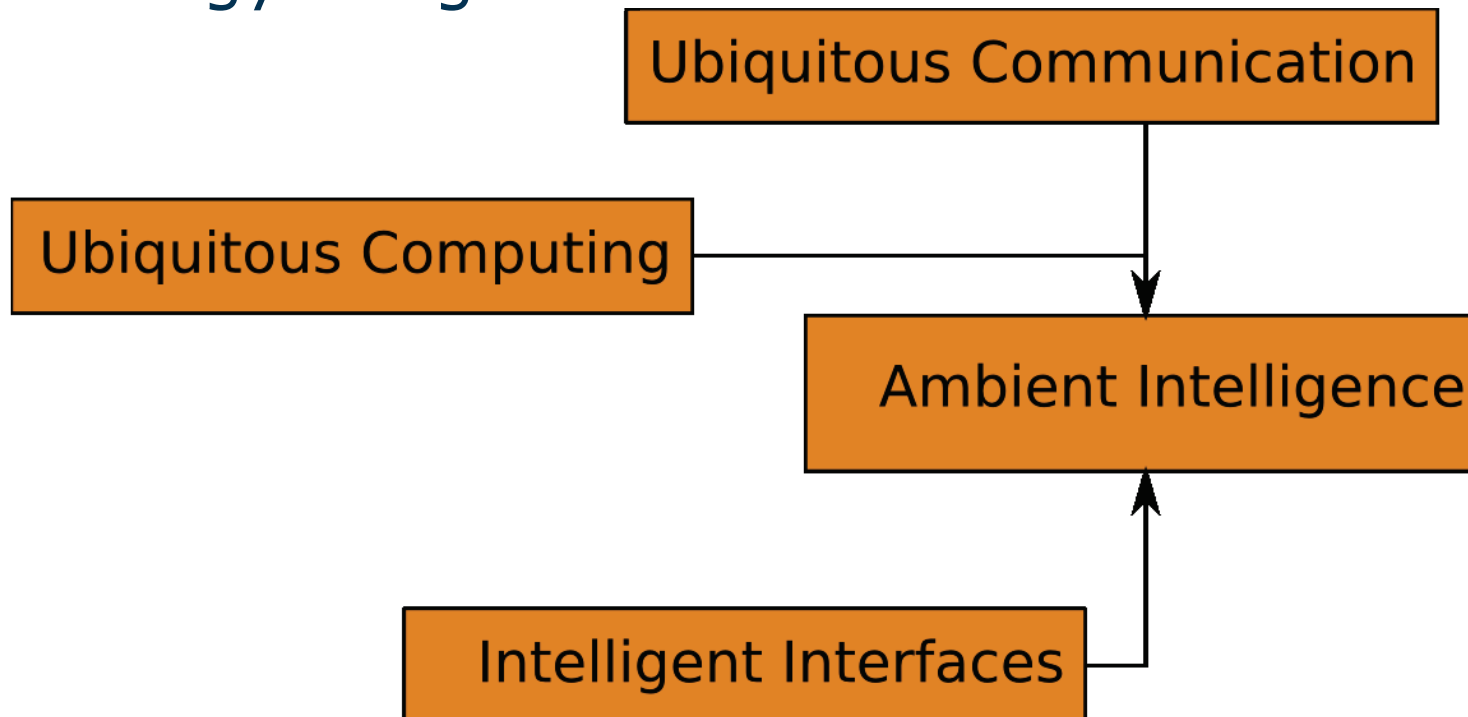 Ubiquitous Communication
Ubiquitous Computing
Ambient Intelligence
Intelligent Interfaces